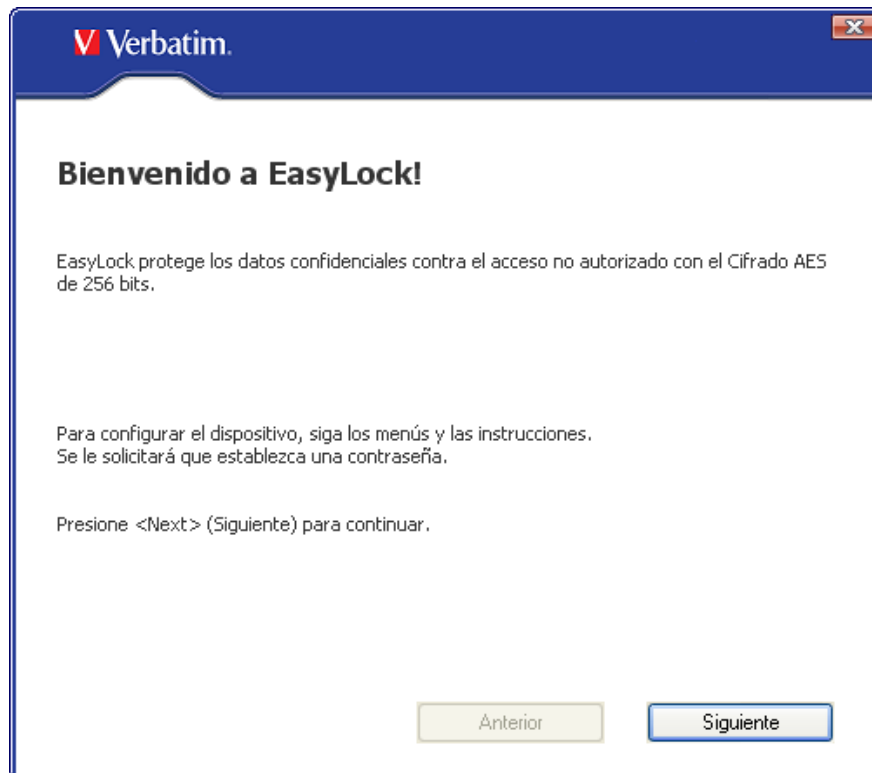 Verbatim.
Bienvenido a EasyLock!
EasyLock protege los datos confidenciales contra el acceso no autorizado con el Cifrado AES
de 256 bits.
Para configurar el dispositivo, siga los menús y las instrucciones.
Se le solicitará que establezca una contraseña.
Presione <Next> (Siguiente) para continuar.
Anterior
Siguiente